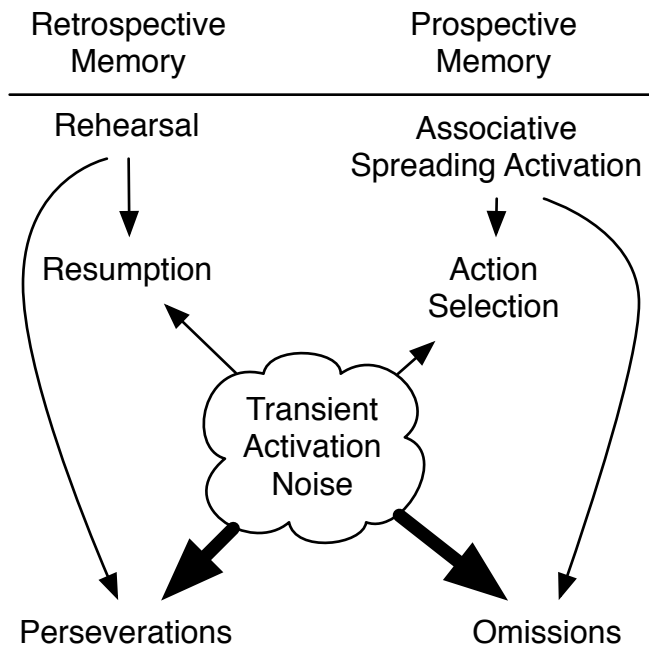 Retrospective
Memory
Prospective
Memory
Rehearsal
Associative
Spreading Activation
Resumption
Action
Selection
Transient
Activation
Noise
Perseverations
Omissions